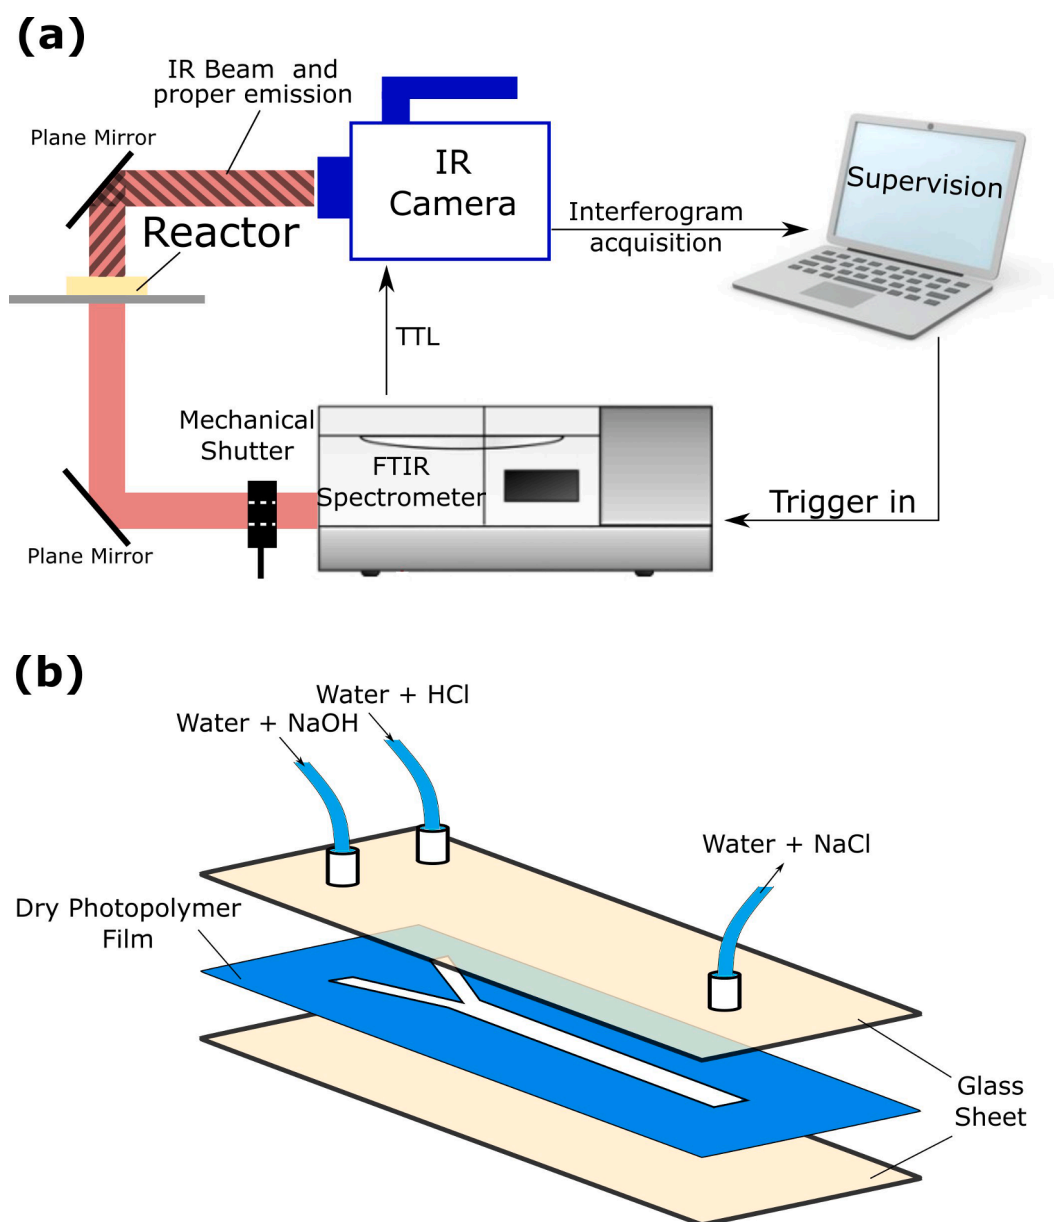 (a)
IR Beam and
proper emission
Plane Mirror
IR
Camera
Supervision
Interferogram
acquisition
Reactor
TTL
Mechanical
Shutter
FTIR
Spectrometer
Trigger in
Plane Mirror
(b)
Water + HCl
Water + NaOH
Water + NaCl
Dry Photopolymer
Film
Glass
Sheet